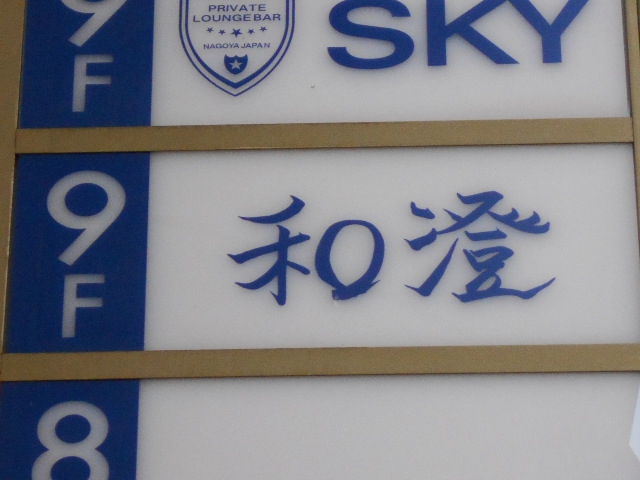 9F
PRIVATE
LOUNGE BAR
NAGOYA JAPAN
SKY
9F
和澄
8